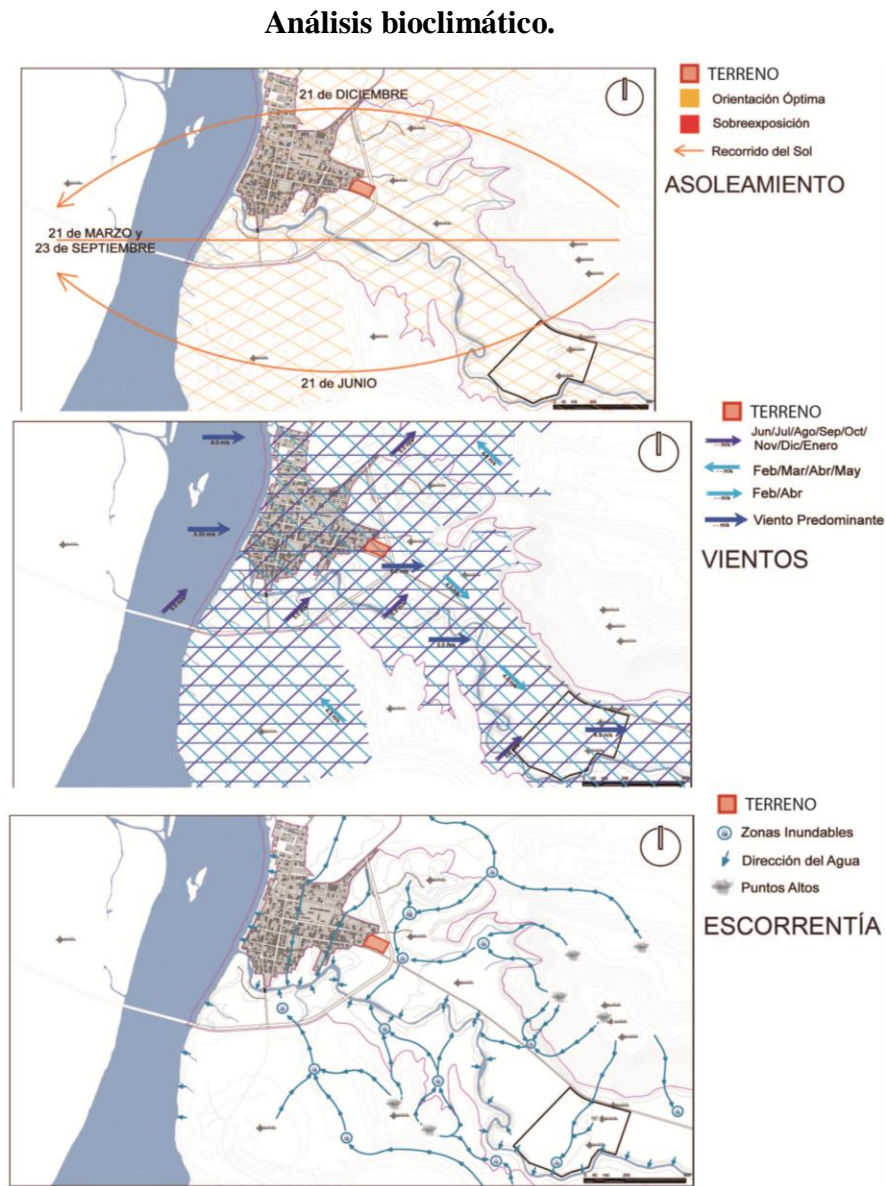 Análisis bioclimático.
21 de DICIEMBRE
21 de MARZO y
23 de SEPTIEMBRE
21 de JUNIO
TERRENO
Orientación Óptima
Sobreexposición
Recorrido del Sol
ASOLEAMIENTO
TERRENO
Jun/Jul/Ago/Sep/Oct/
Nov/Dic/Enero
Feb/Mar/Abr/May
Feb/Abr
Viento Predominante
VIENTOS
TERRENO
Zonas Inundables
Dirección del Agua
Puntos Altos
ESCORRENTÍA